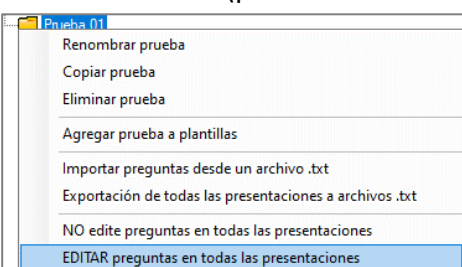 Prueba 01
Renombrar prueba
Copiar prueba
Eliminar prueba
Agregar prueba a plantillas
Importar preguntas desde un archivo .txt
Exportación de todas las presentaciones a archivos .txt
NO edite preguntas en todas las presentaciones
EDITAR preguntas en todas las presentaciones